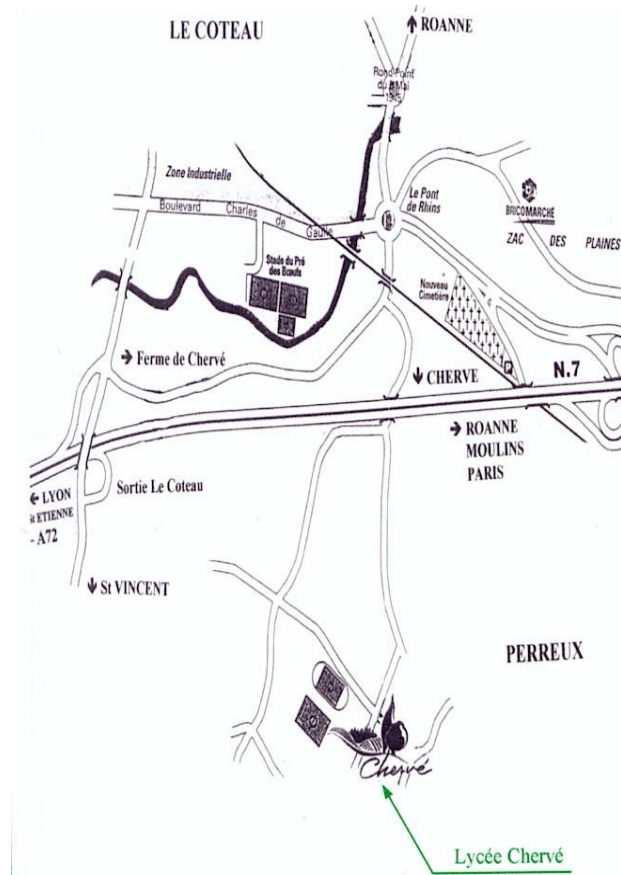 LE COTEAU
ROANNE
Rond-Point
du 8 Mai
1945
Zone Industrielle
Le Pont
de Rhins
BRICOMARCHE
Boulevard Charles de Gaulle
ZAC DES PLAINES
Stade du Pré
des Bœufs
Nouveau
Cimetière
P
Ferme de Chervé
CHERVE
N.7
ROANNE
MOULINS
PARIS
LYON
St ETIENNE
- A72
Sortie Le Coteau
St VINCENT
PERREUX
Chervé
Lycée Chervé